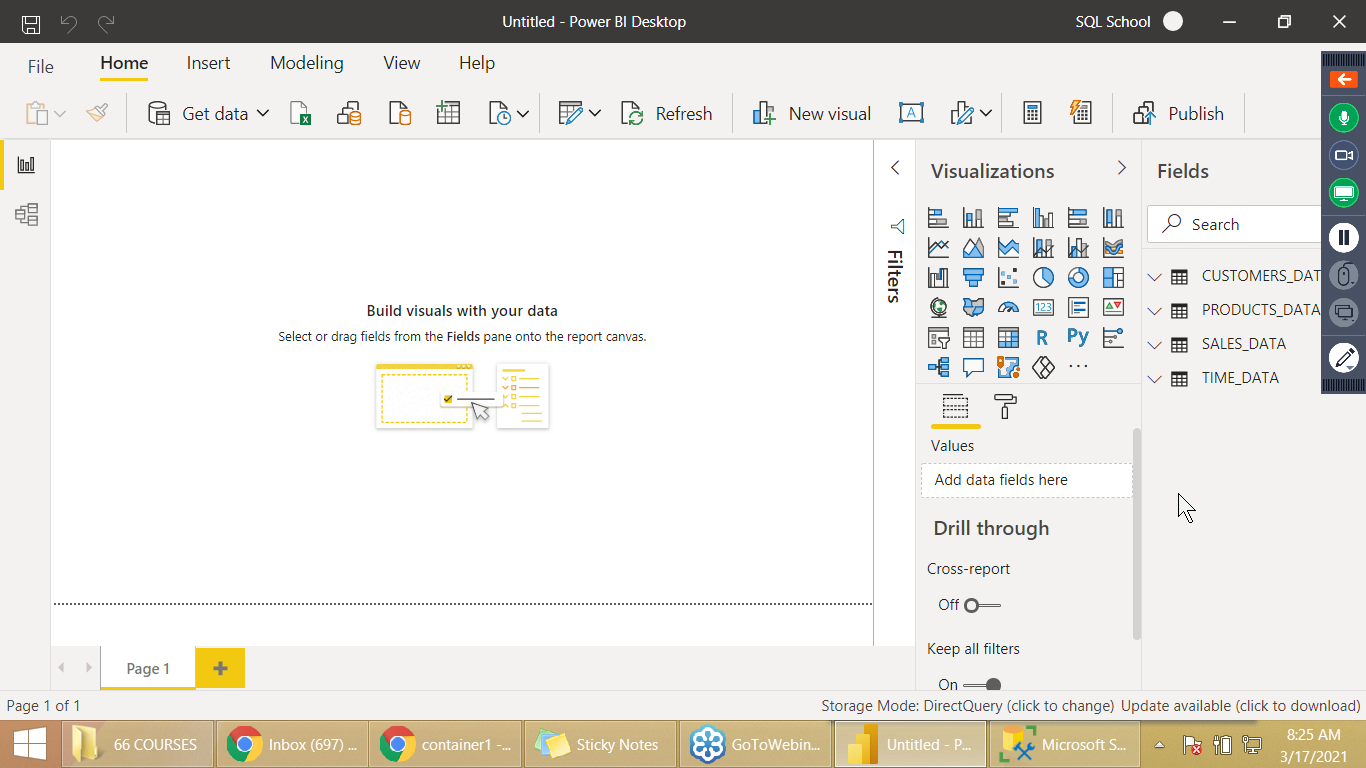 Untitled - Power BI Desktop
SQL School
File
Home
Insert
Modeling
View
Help
Get data
Refresh
New visual
Publish
Build visuals with your data
Select or drag fields from the Fields pane onto the report canvas.
Filters
Visualizations
123
R
Py
Values
Add data fields here
Drill through
Cross-report
Off
Keep all filters
On
Fields
Search
CUSTOMERS_DAT
PRODUCTS_DATA
SALES_DATA
TIME_DATA
Page 1
Page 1 of 1
Storage Mode: DirectQuery (click to change)
Update available (click to download)
66 COURSES
Inbox (697) ...
container1 -...
Sticky Notes
GoToWebin...
Untitled - P...
Microsoft S...
8:25 AM
3/17/2021